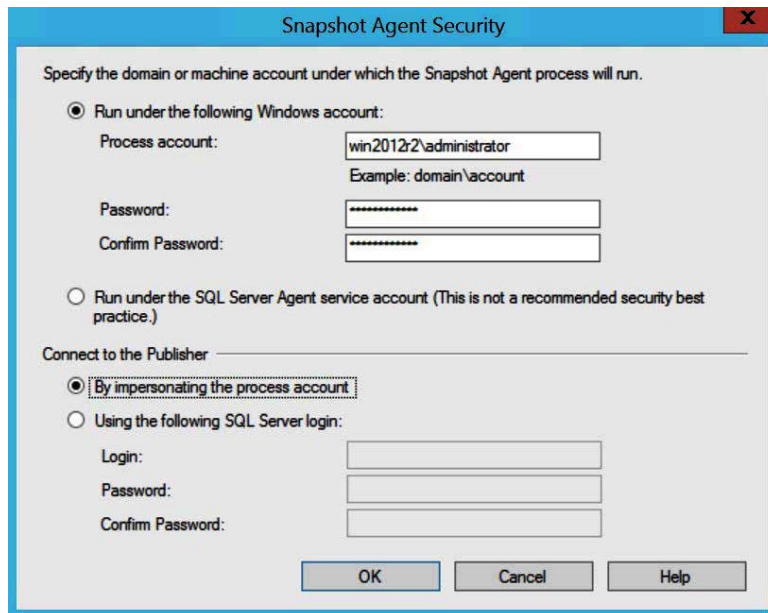 Snapshot Agent Security
X
Specify the domain or machine account under which the Snapshot Agent process will run.
Run under the following Windows account:
Process account:
win2012r2\administrator
Example: domain\account
Password:
************
Confirm Password:
************
Run under the SQL Server Agent service account (This is not a recommended security best
practice.)
Connect to the Publisher
By impersonating the process account
Using the following SQL Server login:
Login:
Password:
Confirm Password:
OK
Cancel
Help